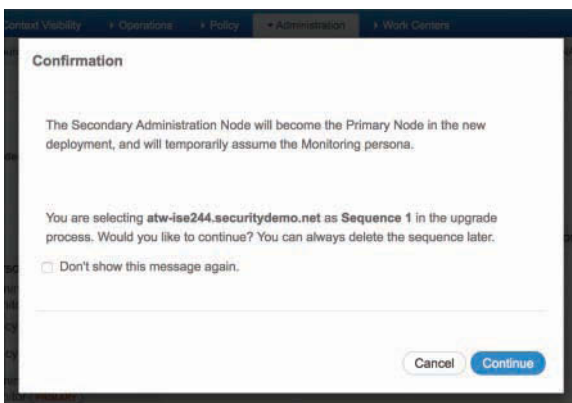 Context Visibility Operations Policy Administration Work Centers
Confirmation
The Secondary Administration Node will become the Primary Node in the new
deployment, and will temporarily assume the Monitoring persona.
You are selecting atw-ise244.securitydemo.net as Sequence 1 in the upgrade
process. Would you like to continue? You can always delete the sequence later.
Don't show this message again.
Cancel Continue